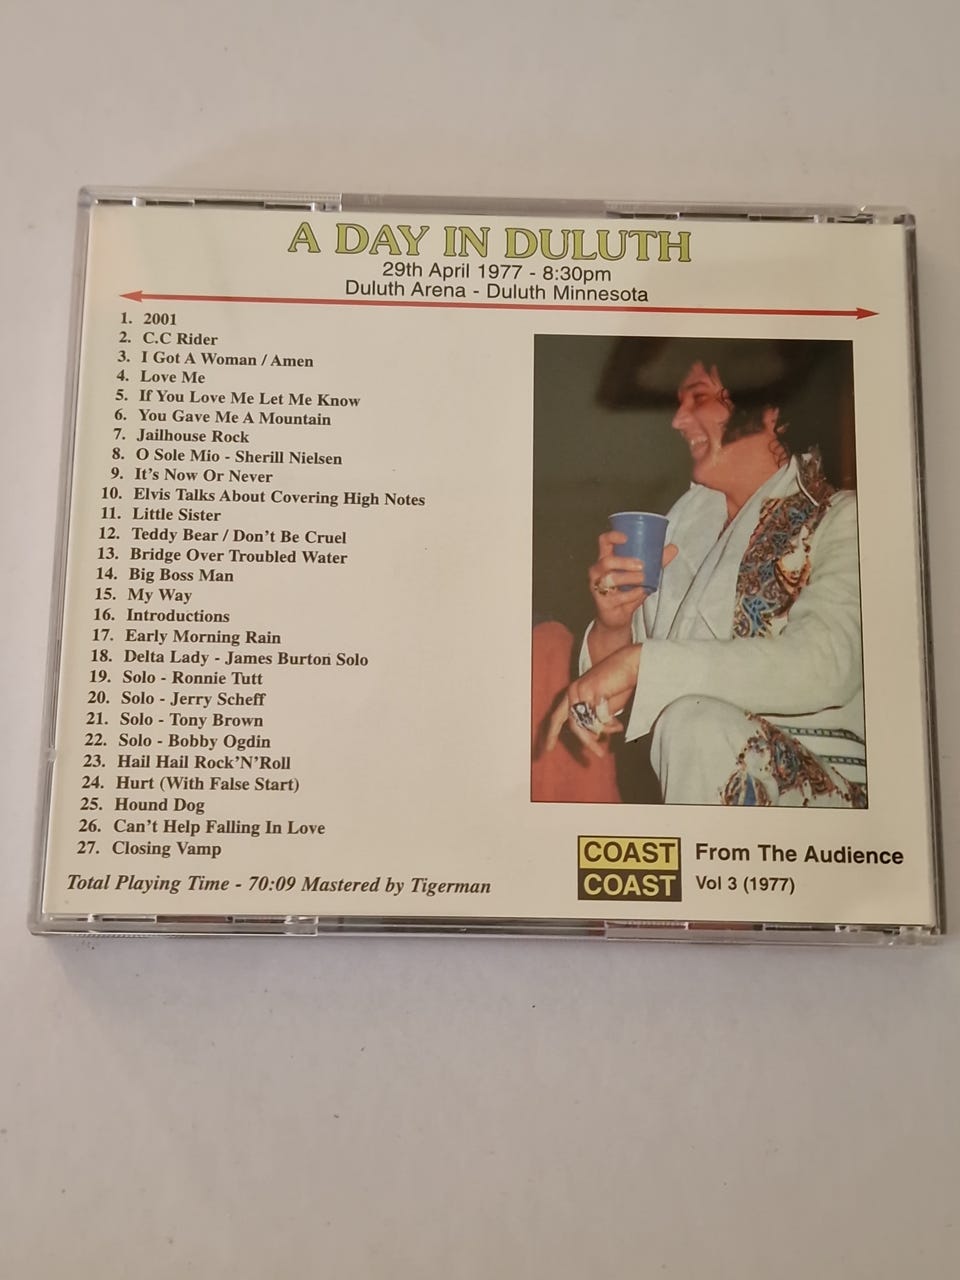 A DAY IN DULUTH
29th April 1977 - 8:30pm
Duluth Arena - Duluth Minnesota
1. 2001
2. C.C Rider
3. I Got A Woman / Amen
4. Love Me
5. If You Love Me Let Me Know
6. You Gave Me A Mountain
7. Jailhouse Rock
8. O Sole Mio - Sherill Nielsen
9. It's Now Or Never
10. Elvis Talks About Covering High Notes
11. Little Sister
12. Teddy Bear / Don't Be Cruel
13. Bridge Over Troubled Water
14. Big Boss Man
15. My Way
16. Introductions
17. Early Morning Rain
18. Delta Lady - James Burton Solo
19. Solo - Ronnie Tutt
20. Solo - Jerry Scheff
21. Solo - Tony Brown
22. Solo - Bobby Ogdin
23. Hail Hail Rock'N'Roll
24. Hurt (With False Start)
25. Hound Dog
26. Can't Help Falling In Love
27. Closing Vamp
Total Playing Time - 70:09 Mastered by Tigerman
COAST
COAST
From The Audience
Vol 3 (1977)